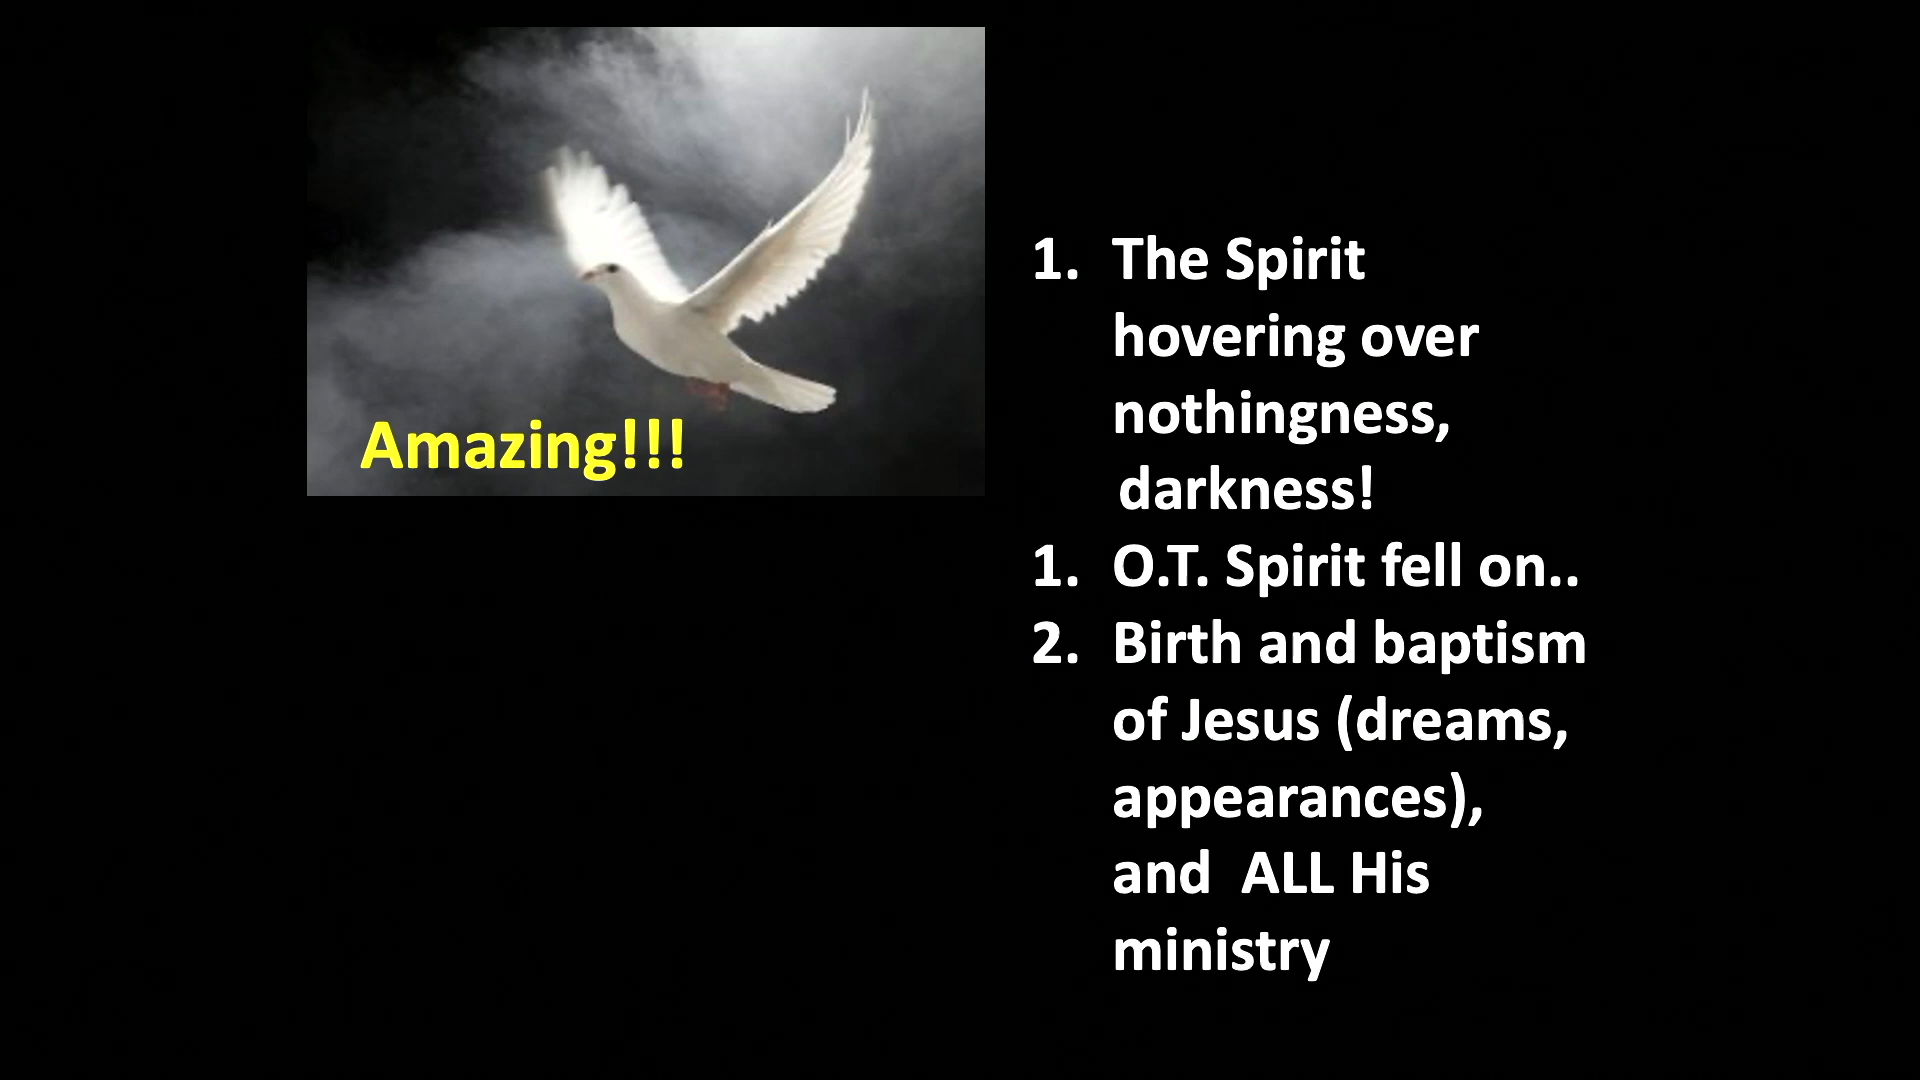 Amazing!!!
1. The Spirit
hovering over
nothingness,
darkness!
1. O.T. Spirit fell on..
2. Birth and baptism
of Jesus (dreams,
appearances),
and  ALL His
ministry